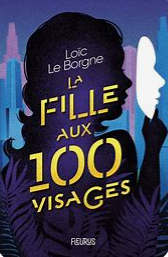 Loïc
Le Borgne
LA
FILLE
AUX
100
VISAGES
FLEURUS